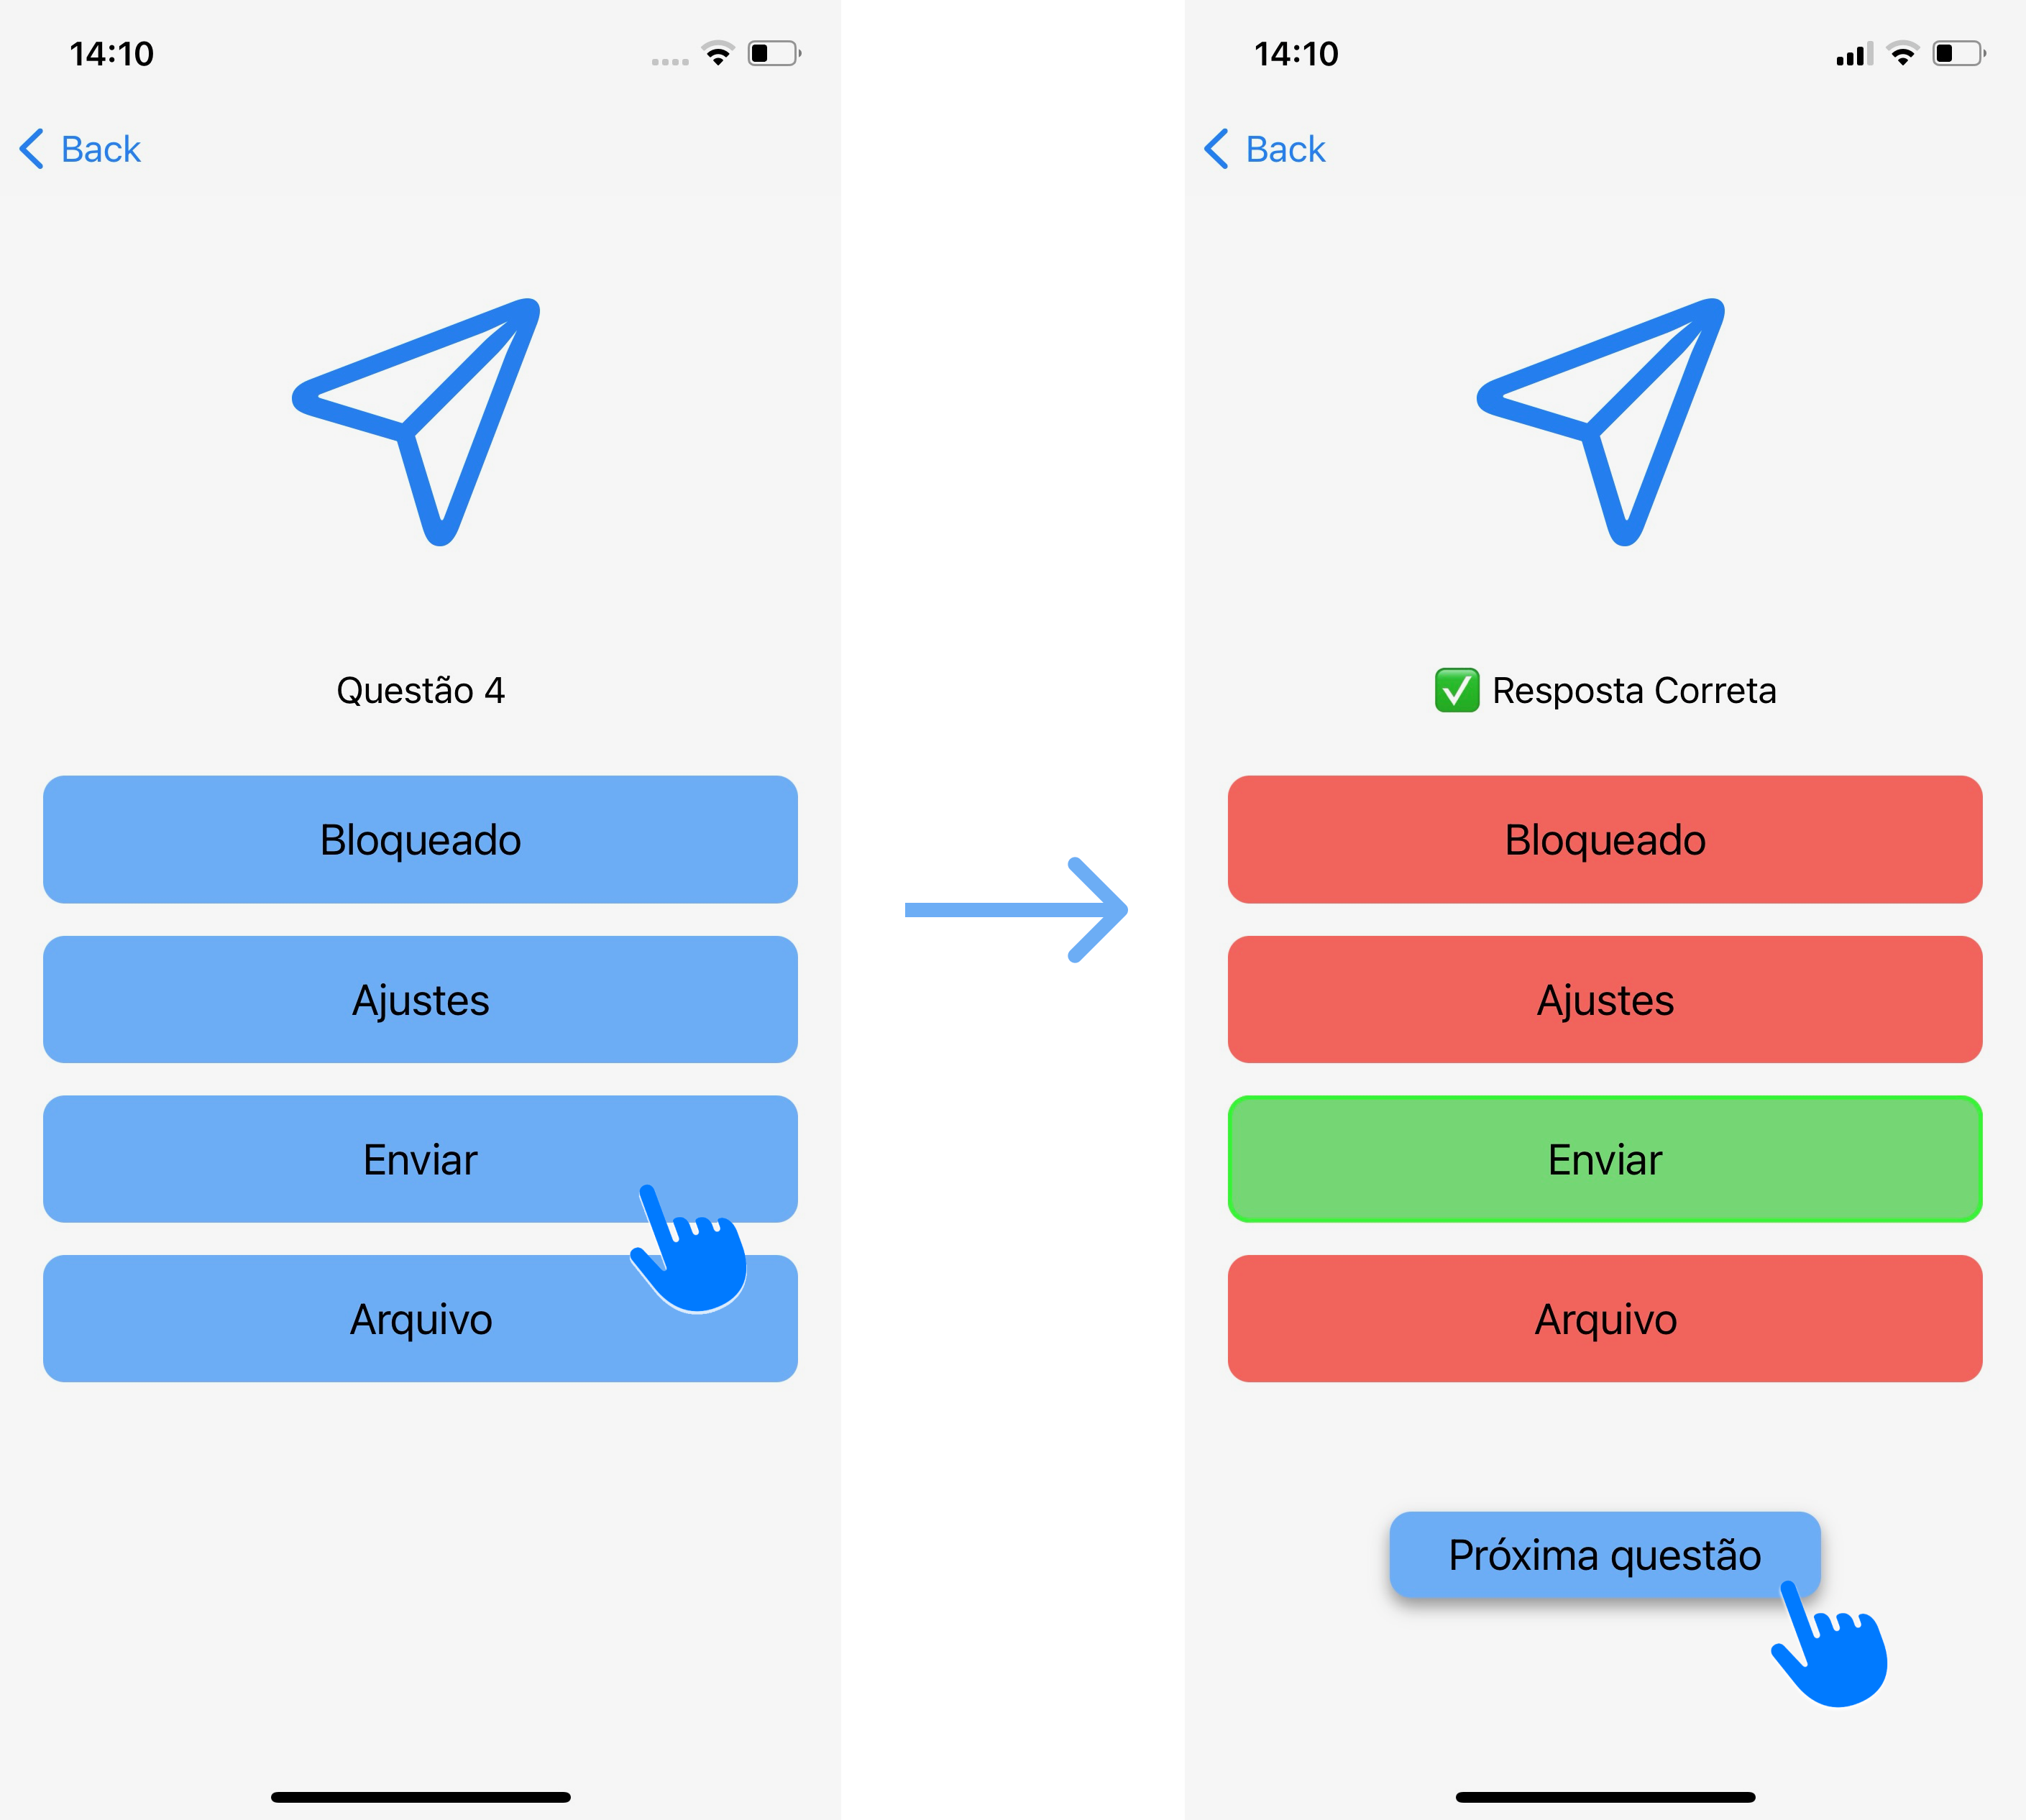 14:10
Back
Questão 4
Bloqueado
Ajustes
Enviar
Arquivo
14:10
Back
✅ Resposta Correta
Bloqueado
Ajustes
Enviar
Arquivo
Próxima questão